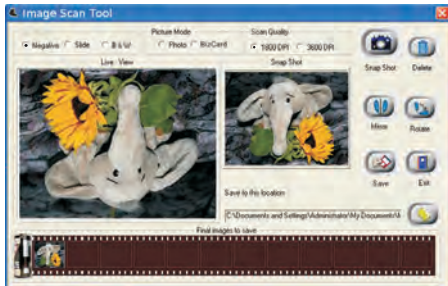 Image Scan Tool
Picture Mode
Scan Quality
Negative Slide B & W Photo BizCard 1800 DPI 3600 DPI
Live View
Snap Shot
Snap Shot Delete
Mirror Rotate
Save Exit
Save to this location
C:\Documents and Settings\Administrator\My Documents\
Final images to save